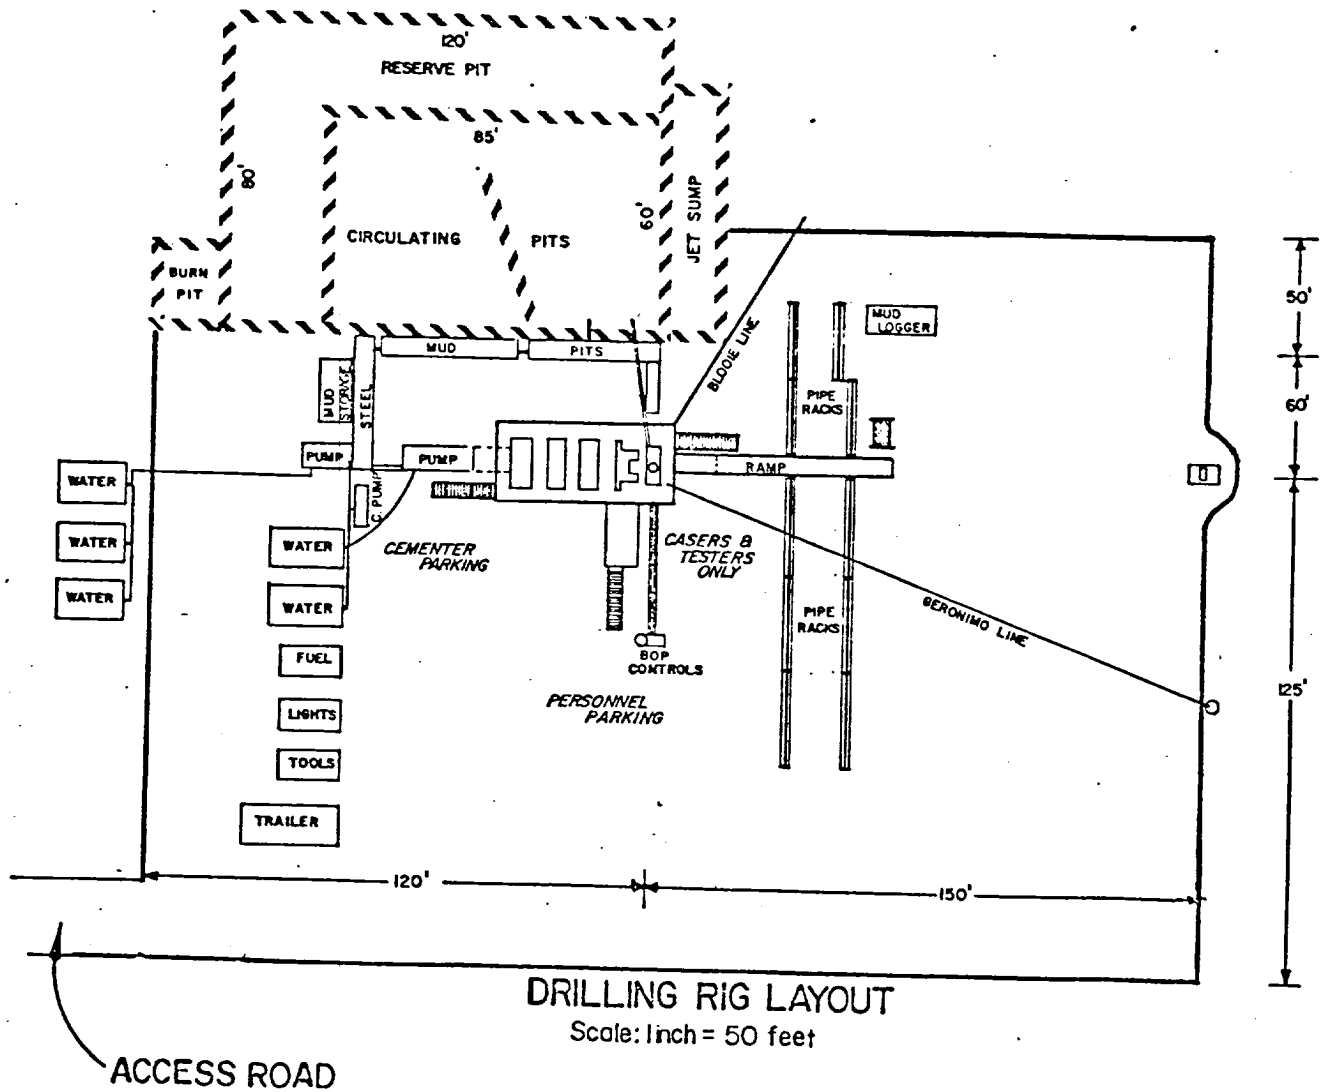 120'
RESERVE PIT
85'
80'
60'
JET SUMP
CIRCULATING PITS
BURN
PIT
50'
MUD
LOGGER
MUD PITS
BLOOIE LINE
MUD
STORAGE
STEEL
PIPE
RACKS
60'
PUMP
PUMP
RAMP
WATER
C. PUMP
O
WATER
WATER
CEMENTER
PARKING
CASERS &
TESTERS
ONLY
WATER
WATER
GERONIMO LINE
PIPE
RACKS
FUEL
BOP
CONTROLS
125'
LIGHTS
PERSONNEL
PARKING
TOOLS
TRAILER
120'
150'
DRILLING RIG LAYOUT
Scale: 1 inch = 50 feet
ACCESS ROAD